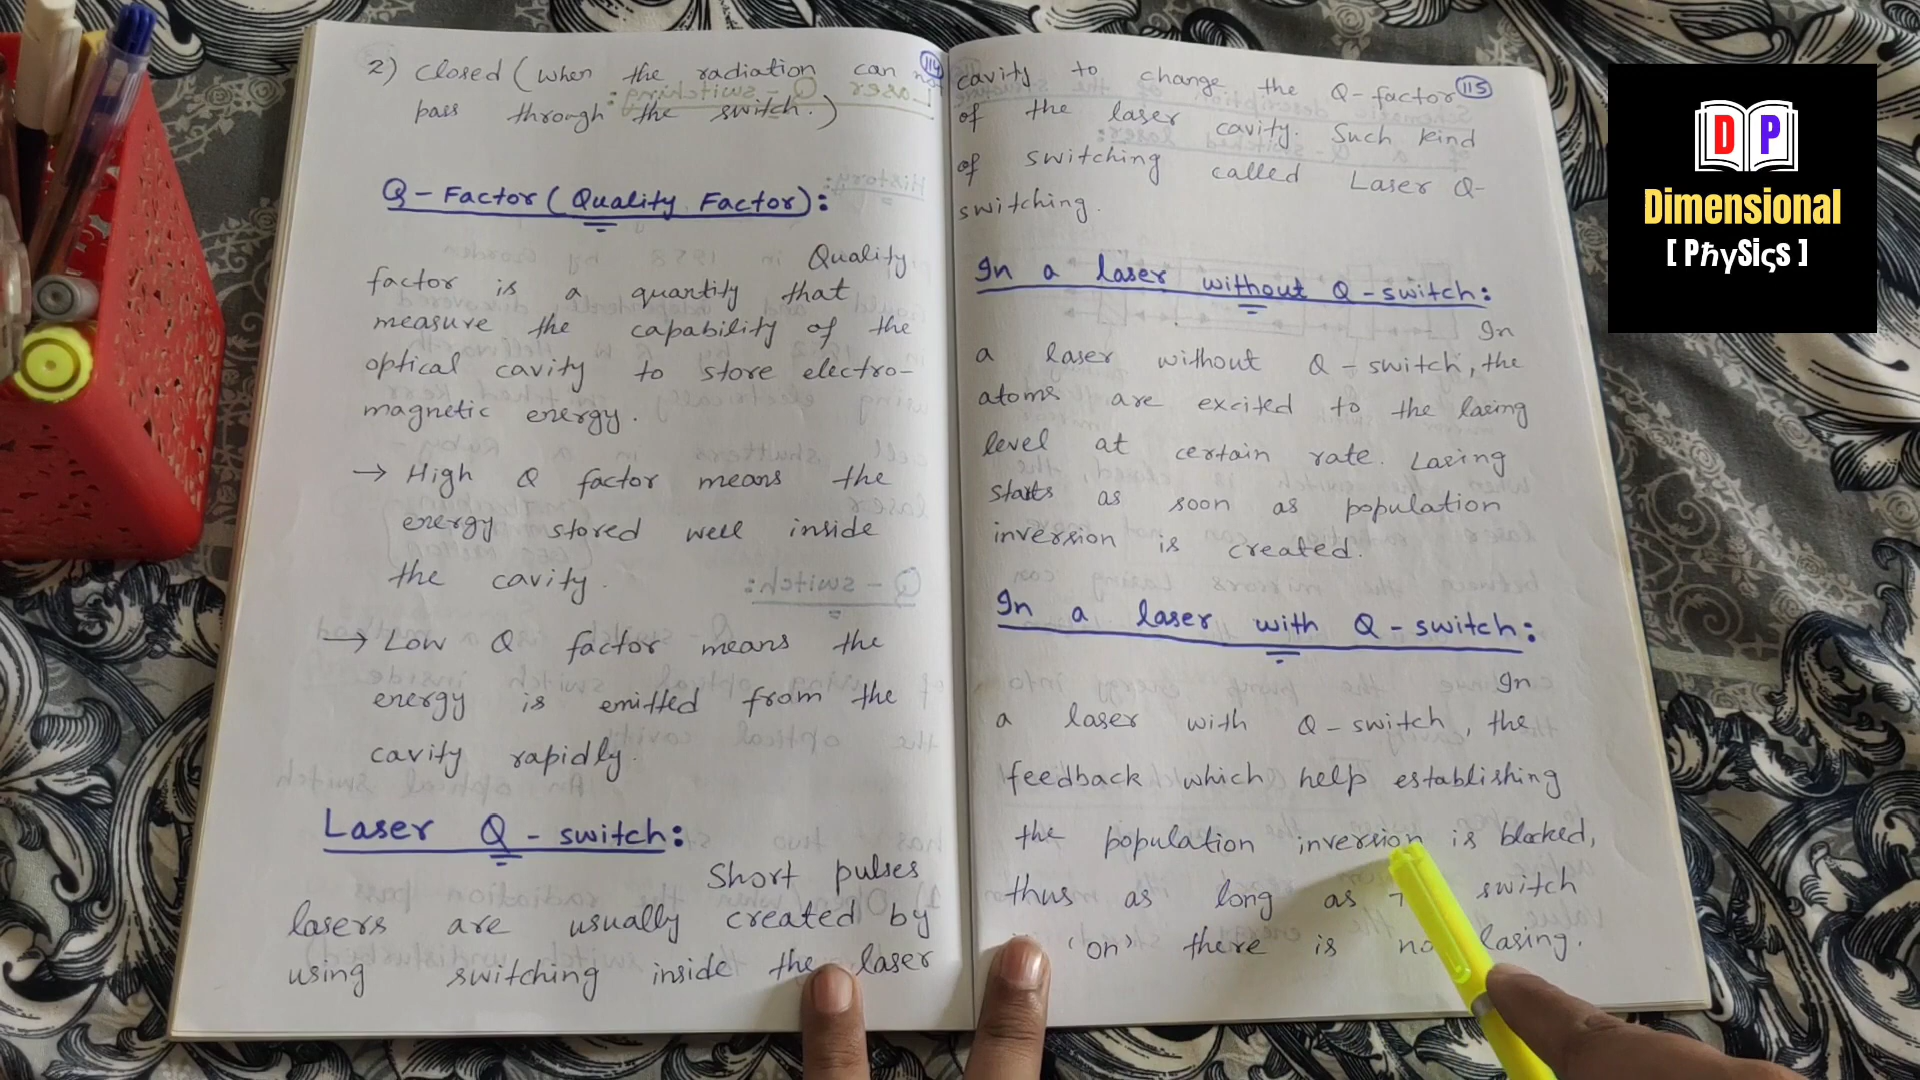 114
2) closed (when the radiation can not
pass through the switch.)
Q-Factor (Quality Factor):
Quality
factor is a quantity that
measure the capability of the
optical cavity to store electro-
magnetic energy.
→ High Q factor means the
energy stored well inside
the cavity.
→ Low Q factor means the
energy is emitted from the
cavity rapidly.
Laser Q-switch:
Short pulses
lasers are usually created by
using switching inside the laser
115
cavity to change the Q-factor
of the laser cavity. Such kind
of switching called Laser Q-
switching.
In a laser without Q-switch:
In
a laser without Q-switch, the
atoms are excited to the lasing
level at certain rate. Lasing
starts as soon as population
inversion is created.
In a laser with Q-switch:
In
a laser with Q-switch, the
feedback which help establishing
the population inversion is blocked,
thus as long as switch
'on' there is no lasing.
DP
Dimensional
[PℏySiςs]